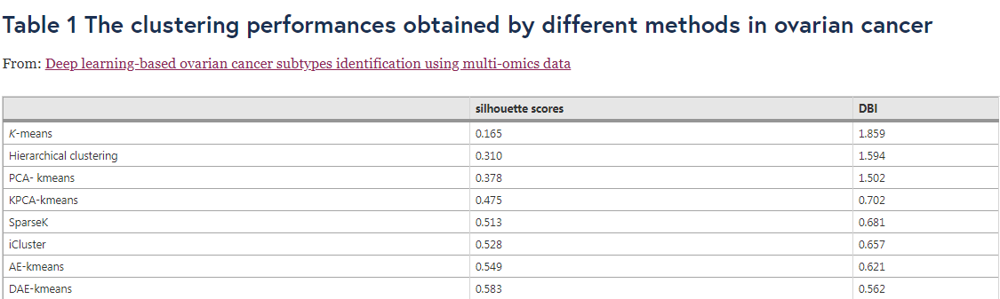 Table 1 The clustering performances obtained by different methods in ovarian cancer
From: Deep learning-based ovarian cancer subtypes identification using multi-omics data
silhouette scores DBI
K-means 0.165 1.859
Hierarchical clustering 0.310 1.594
PCA- kmeans 0.378 1.502
KPCA-kmeans 0.475 0.702
SparseK 0.513 0.681
iCluster 0.528 0.657
AE-kmeans 0.549 0.621
DAE-kmeans 0.583 0.562